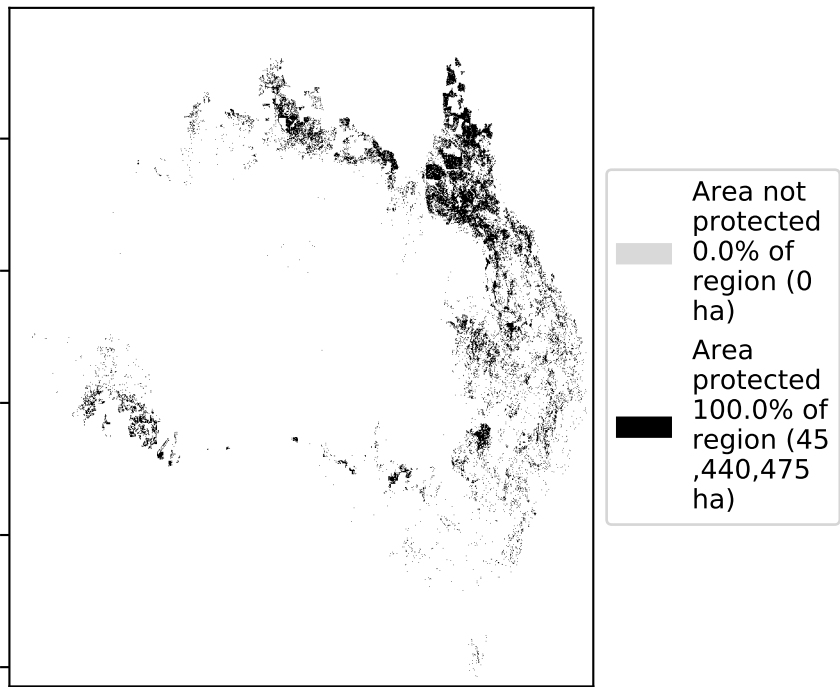 Area not
protected
0.0% of
region (0
ha)
Area
protected
100.0% of
region (45
,440,475
ha)